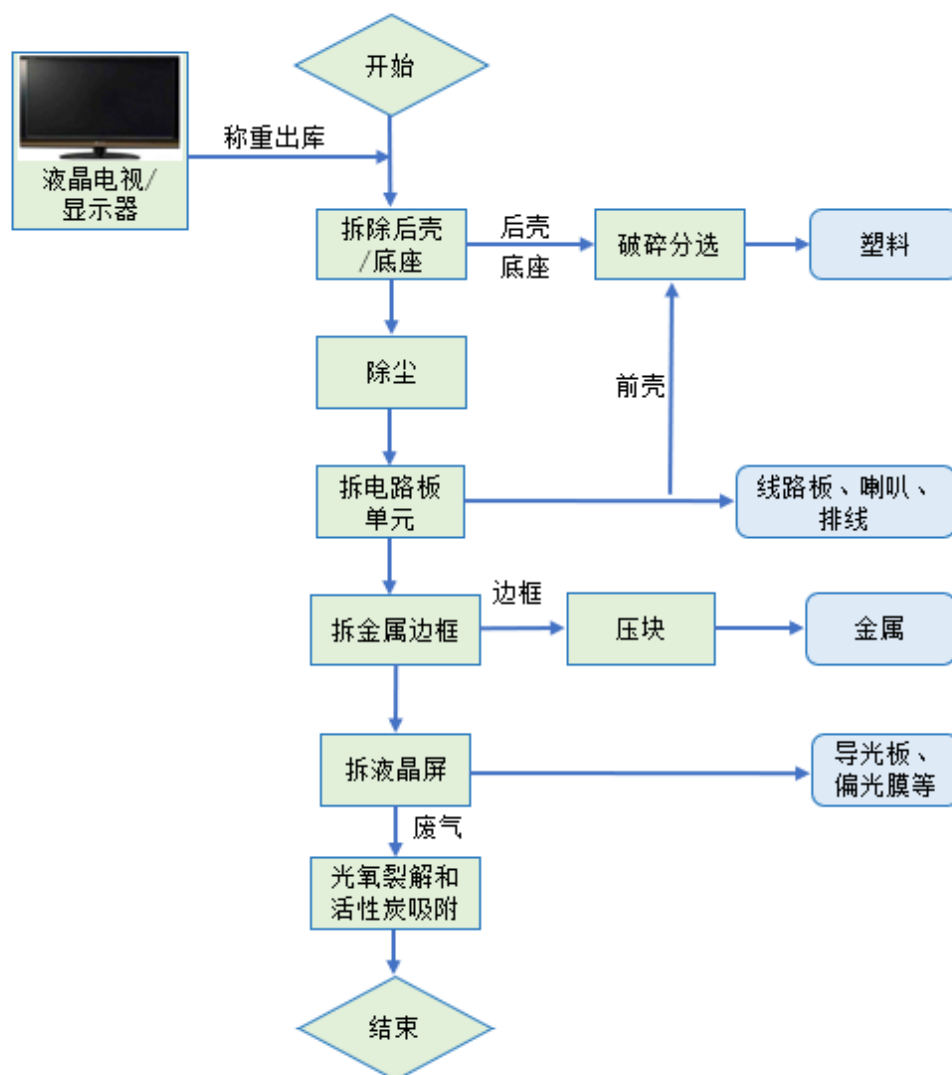 开始
称重出库
液晶电视/
显示器
拆除后壳
/底座
后壳
底座
破碎分选
塑料
除尘
前壳
拆电路板
单元
线路板、喇叭、
排线
拆金属边框
边框
压块
金属
拆液晶屏
导光板、
偏光膜等
废气
光氧裂解和
活性炭吸附
结束